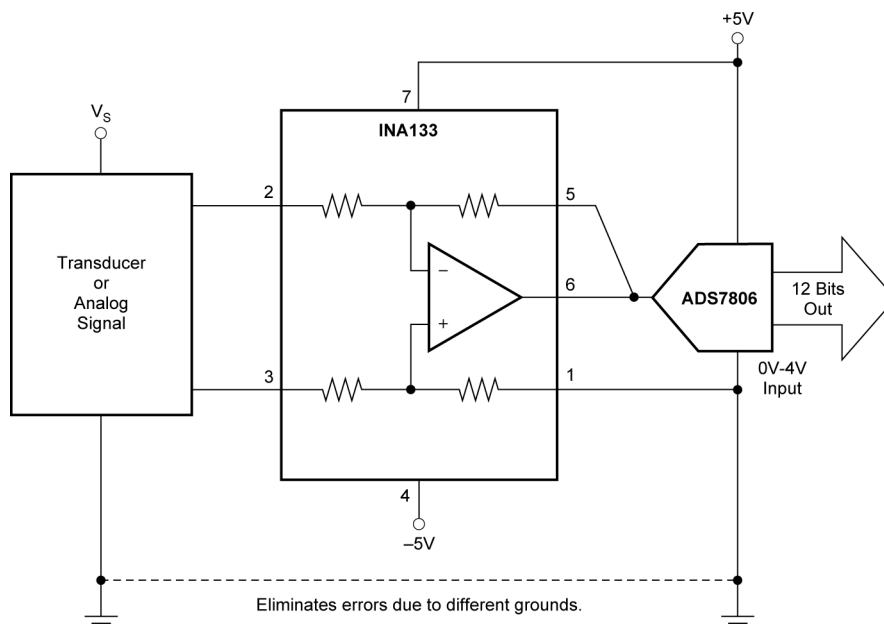 +5V
7
INA133
V_S
2
5
Transducer
or
Analog
Signal
−
6
ADS7806
12 Bits
Out
+
3
1
0V-4V
Input
4
–5V
Eliminates errors due to different grounds.